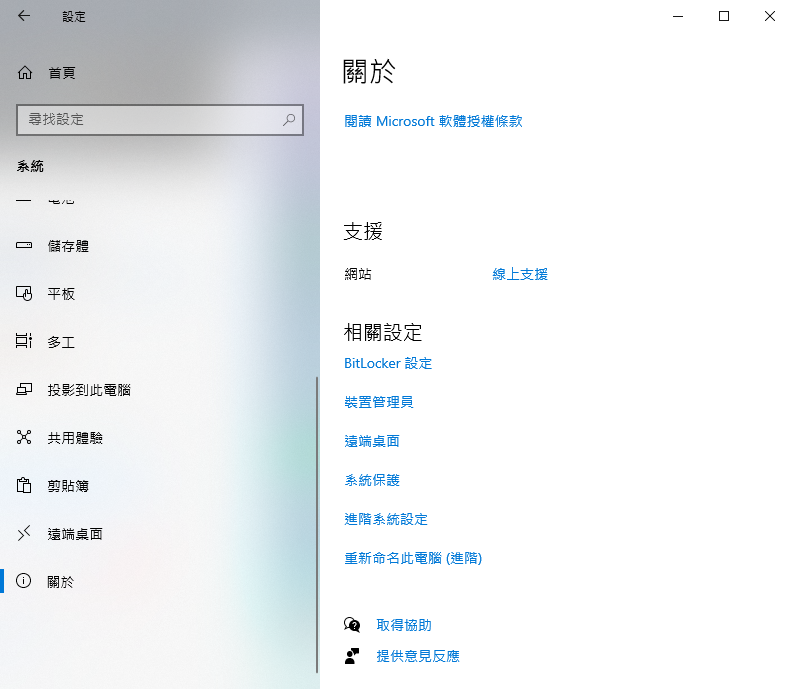 設定
首頁
尋找設定
系統
儲存體
平板
多工
投影到此電腦
共用體驗
剪貼簿
遠端桌面
關於
關於
閱讀 Microsoft 軟體授權條款
支援
網站 線上支援
相關設定
BitLocker 設定
裝置管理員
遠端桌面
系統保護
進階系統設定
重新命名此電腦 (進階)
取得協助
提供意見反應